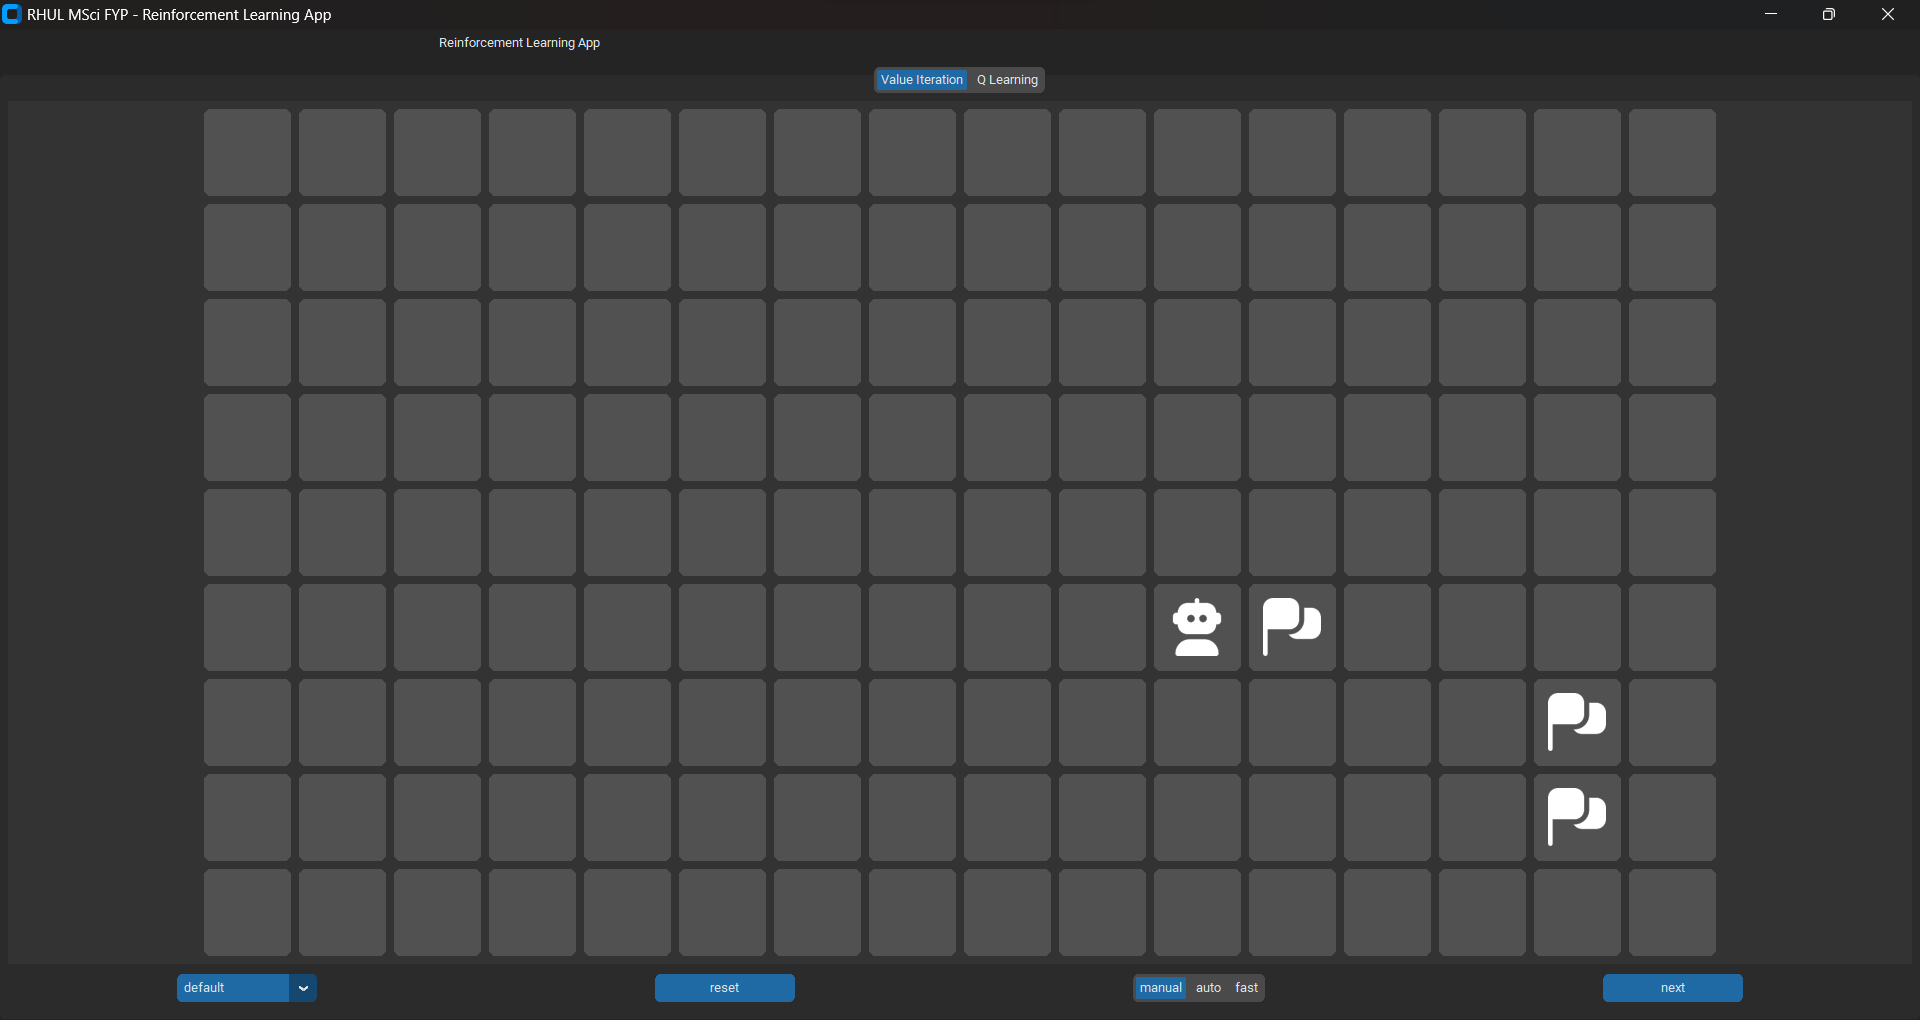 RHUL MSci FYP - Reinforcement Learning App
Reinforcement Learning App
Value Iteration Q Learning
default reset manual auto fast next